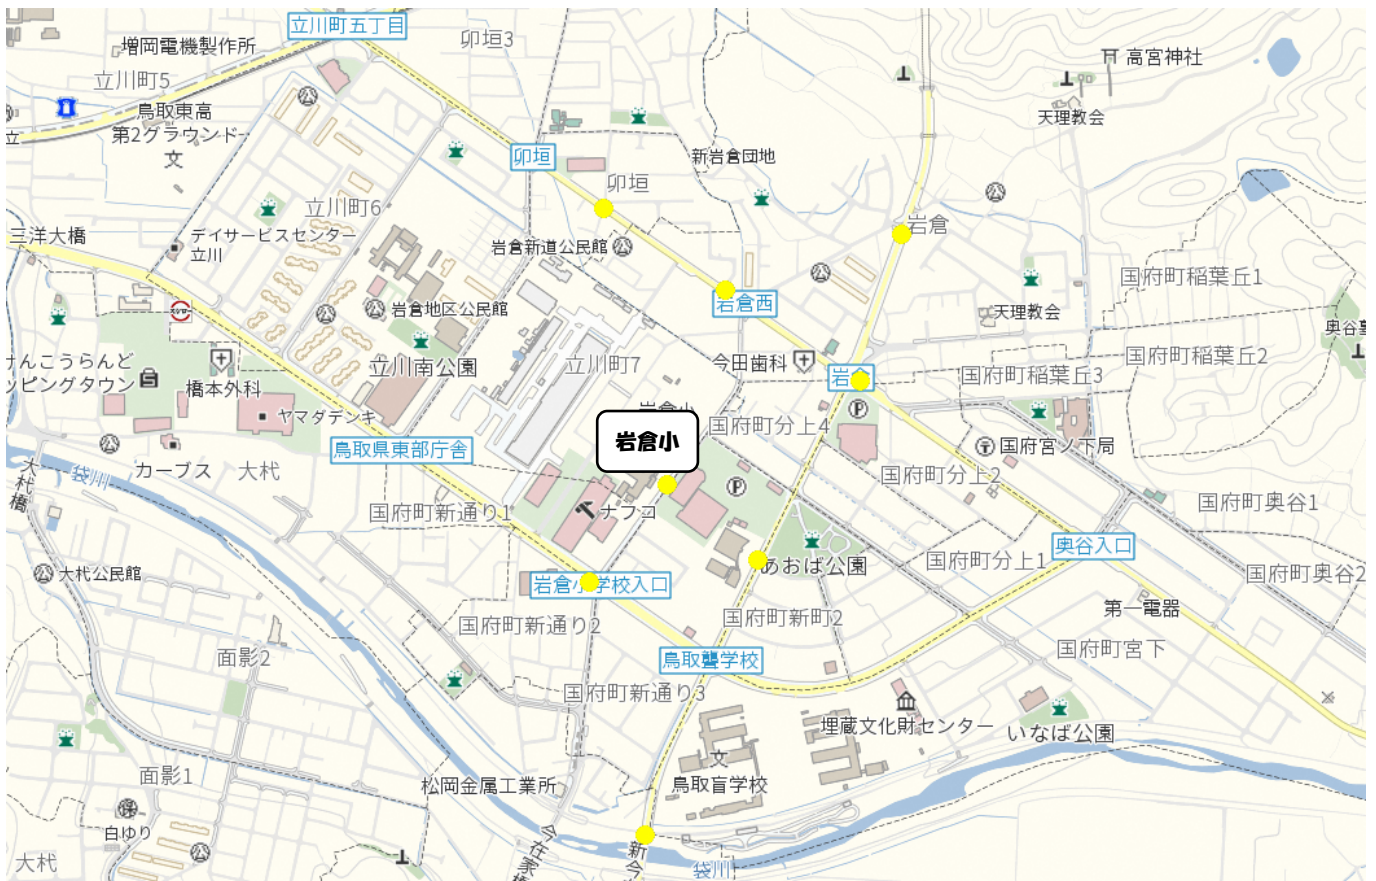 立川町五丁目
卯垣3
増岡電機製作所
高宮神社
立川町5
鳥取東高
第2グラウンド
文
天理教会
立
卯垣
新岩倉団地
卯垣
立川町6
岩倉
三洋大橋
デイサービスセンター
立川
岩倉新道公民館
国府町稲葉丘1
岩倉西
岩倉地区公民館
天理教会
国府町稲葉丘2
立川町7
今田歯科
立川南公園
国府町稲葉丘3
橋本外科
ッピングタウン
ヤマダデンキ
国府町分上4
岩倉小
鳥取県東部庁舎
国府宮ノ下局
カーブス
大杙
袋川
大杙橋
国府町分上2
国府町奥谷1
国府町新通り1
ナフコ
P
P
奥谷入口
国府町分上1
あおば公園
大杙公民館
国府町奥谷2
岩倉小学校入口
第一電器
国府町新町2
国府町新通り2
国府町宮下
面影2
鳥取聾学校
国府町新通り3
埋蔵文化財センター
いなば公園
文
面影1
松岡金属工業所
鳥取盲学校
白ゆり
大杙
袋川